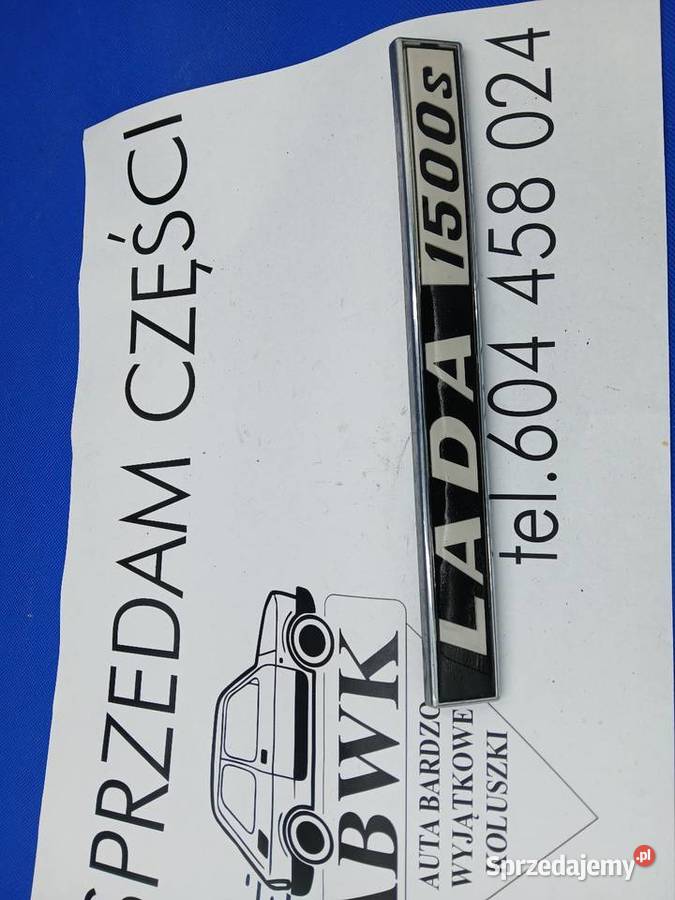 SPRZEDAM CZĘŚCI
LADA 1500s
tel.604 458 024
ABWK
AUTA BARDZO
WYJĄTKOWE
KOLUSZKI
Sprzedajemy.pl